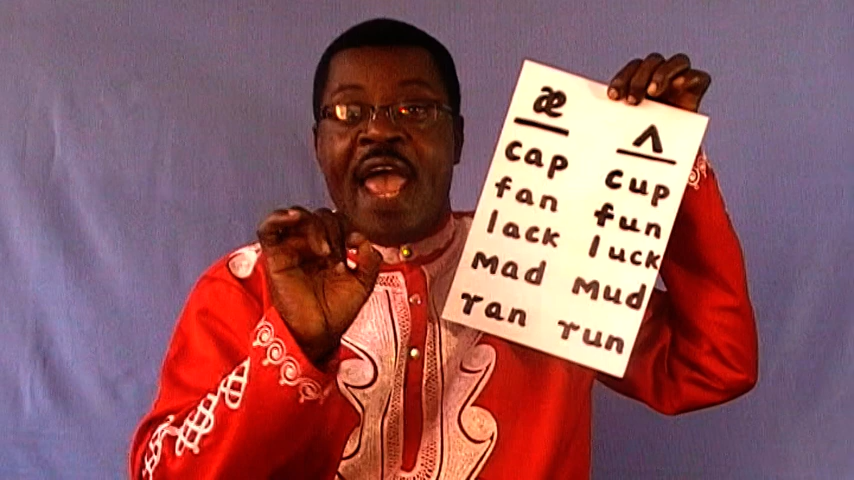 æ ʌ
cap cup
fan fun
lack luck
mad mud
ran run